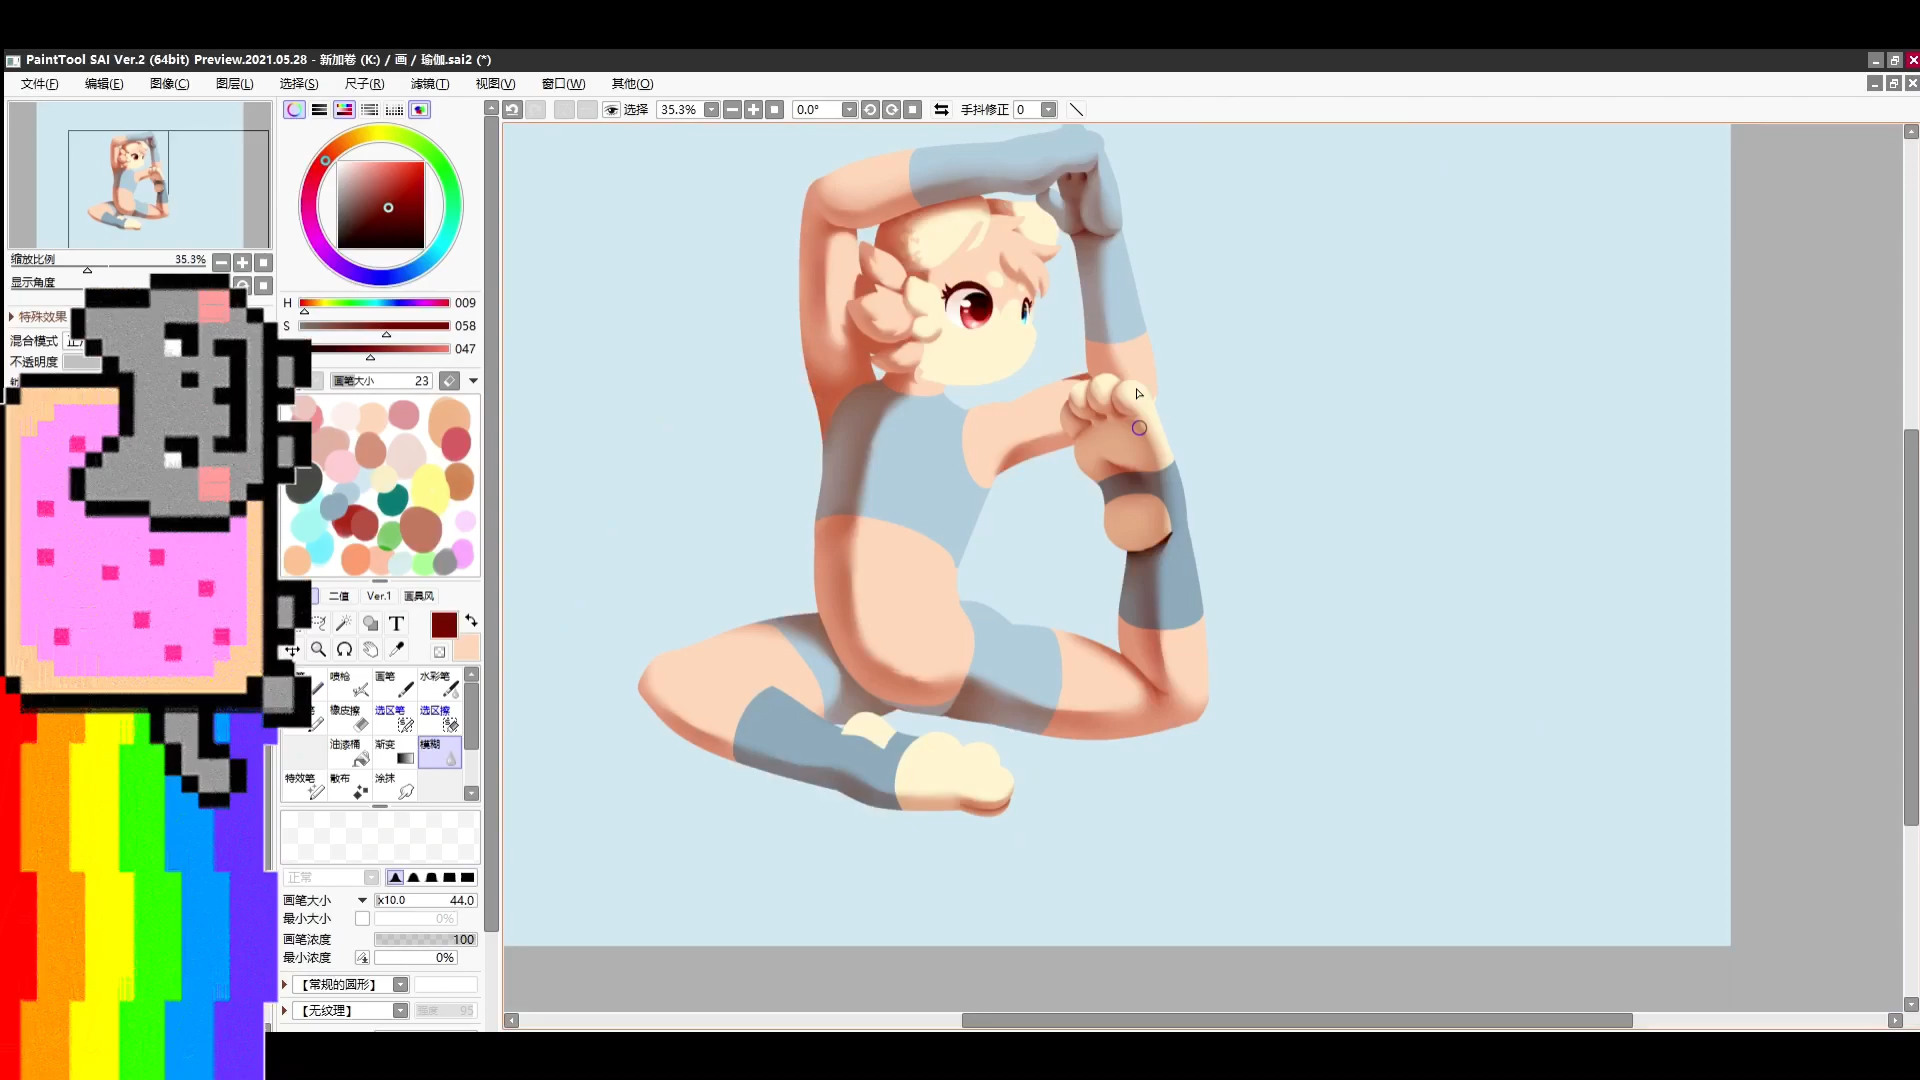 PaintTool SAI Ver.2 (64bit) Preview.2021.05.28 - 新加卷 (K:) / 画 / 瑜伽.sai2 (*)
文件(F) 编辑(E) 图像(C) 图层(L) 选择(S) 尺子(R) 滤镜(T) 视图(V) 窗口(W) 其他(O)
选择 35.3% 0.0° 手抖修正 0
缩放比例 35.3%
显示角度
特殊效果
混合模式
不透明度
H 009
S 058
047
画笔大小 23
二值 Ver.1 画具风
T
喷枪 画笔 水彩笔
橡皮擦 选区笔 选区擦
油漆桶 渐变 模糊
特效笔 散布 涂抹
正常
画笔大小 x10.0 44.0
最小大小 0%
画笔浓度 100
最小浓度 0%
【常规的圆形】
【无纹理】 强度 95